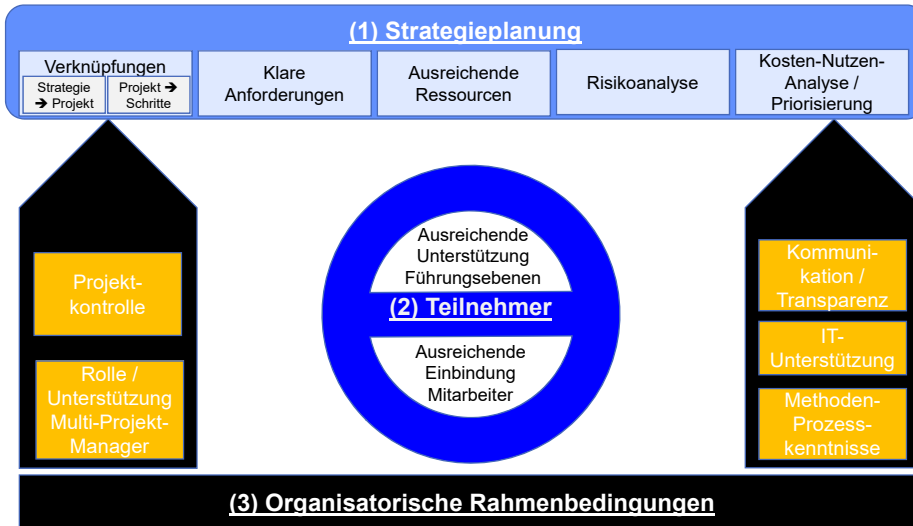 (1) Strategieplanung
Verknüpfungen
Strategie
➔ Projekt
Projekt ➔
Schritte
Klare
Anforderungen
Ausreichende
Ressourcen
Risikoanalyse
Kosten-Nutzen-
Analyse /
Priorisierung
Projekt-
kontrolle
Rolle /
Unterstützung
Multi-Projekt-
Manager
Ausreichende
Unterstützung
Führungsebenen
(2) Teilnehmer
Ausreichende
Einbindung
Mitarbeiter
Kommuni-
kation /
Transparenz
IT-
Unterstützung
Methoden-
Prozess-
kenntnisse
(3) Organisatorische Rahmenbedingungen